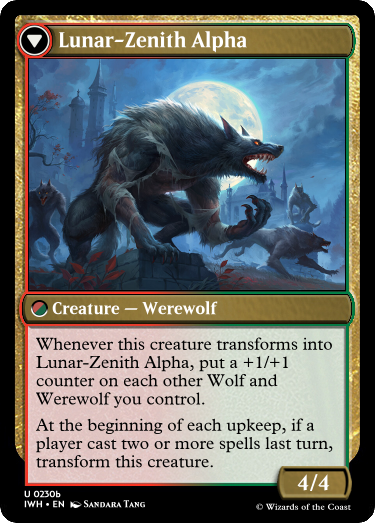 Lunar-Zenith Alpha
Creature — Werewolf
Whenever this creature transforms into
Lunar-Zenith Alpha, put a +1/+1
counter on each other Wolf and
Werewolf you control.
At the beginning of each upkeep, if a
player cast two or more spells last turn,
transform this creature.
4/4
U 0230b
IWH • EN Sandara Tang
© Wizards of the Coast